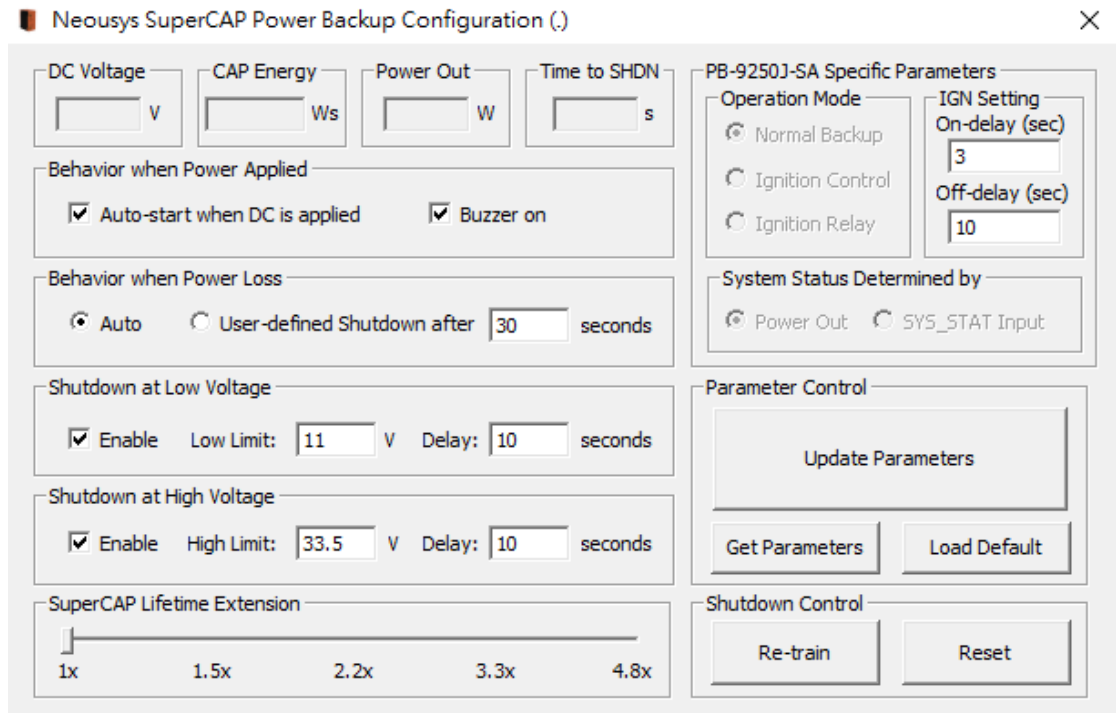 Neousys SuperCAP Power Backup Configuration (.)
DC Voltage
V
CAP Energy
Ws
Power Out
W
Time to SHDN
s
Behavior when Power Applied
Auto-start when DC is applied Buzzer on
Behavior when Power Loss
Auto User-defined Shutdown after 30 seconds
Shutdown at Low Voltage
Enable Low Limit: 11 V Delay: 10 seconds
Shutdown at High Voltage
Enable High Limit: 33.5 V Delay: 10 seconds
SuperCAP Lifetime Extension
1x 1.5x 2.2x 3.3x 4.8x
PB-9250J-SA Specific Parameters
Operation Mode
Normal Backup
Ignition Control
Ignition Relay
IGN Setting
On-delay (sec)
3
Off-delay (sec)
10
System Status Determined by
Power Out SYS_STAT Input
Parameter Control
Update Parameters
Get Parameters Load Default
Shutdown Control
Re-train Reset